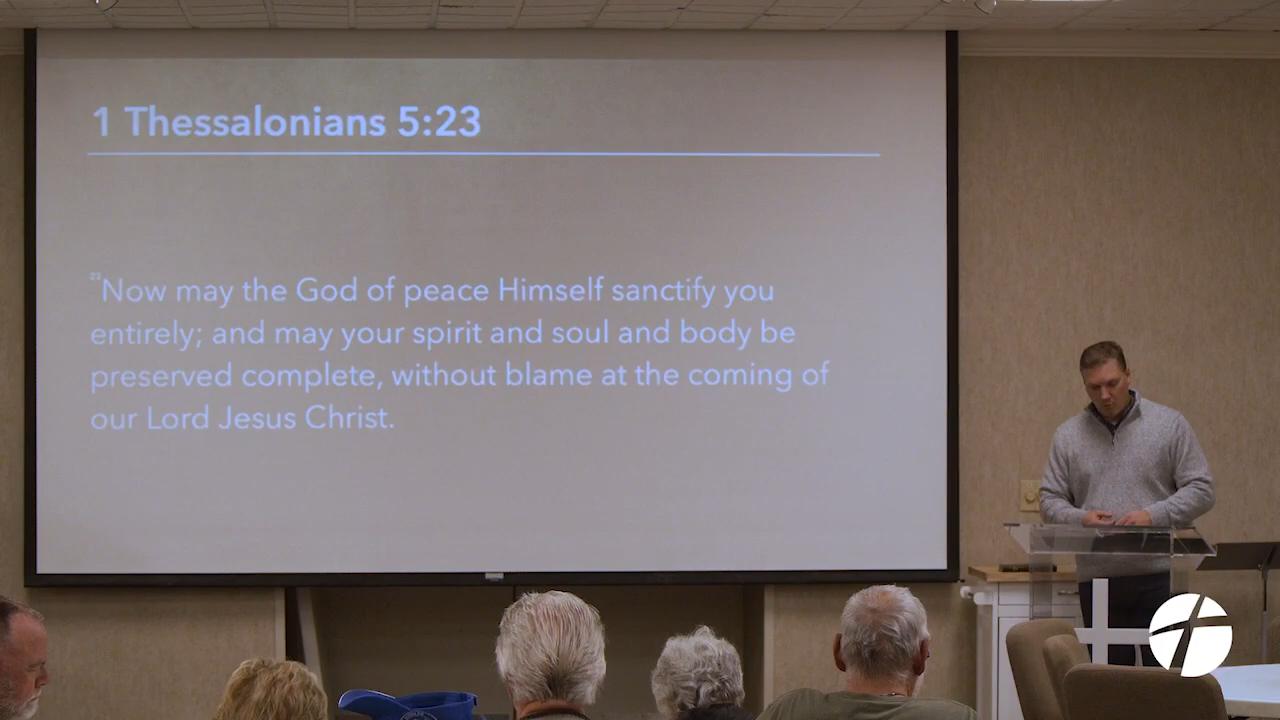 1 Thessalonians 5:23
23Now may the God of peace Himself sanctify you
entirely; and may your spirit and soul and body be
preserved complete, without blame at the coming of
our Lord Jesus Christ.